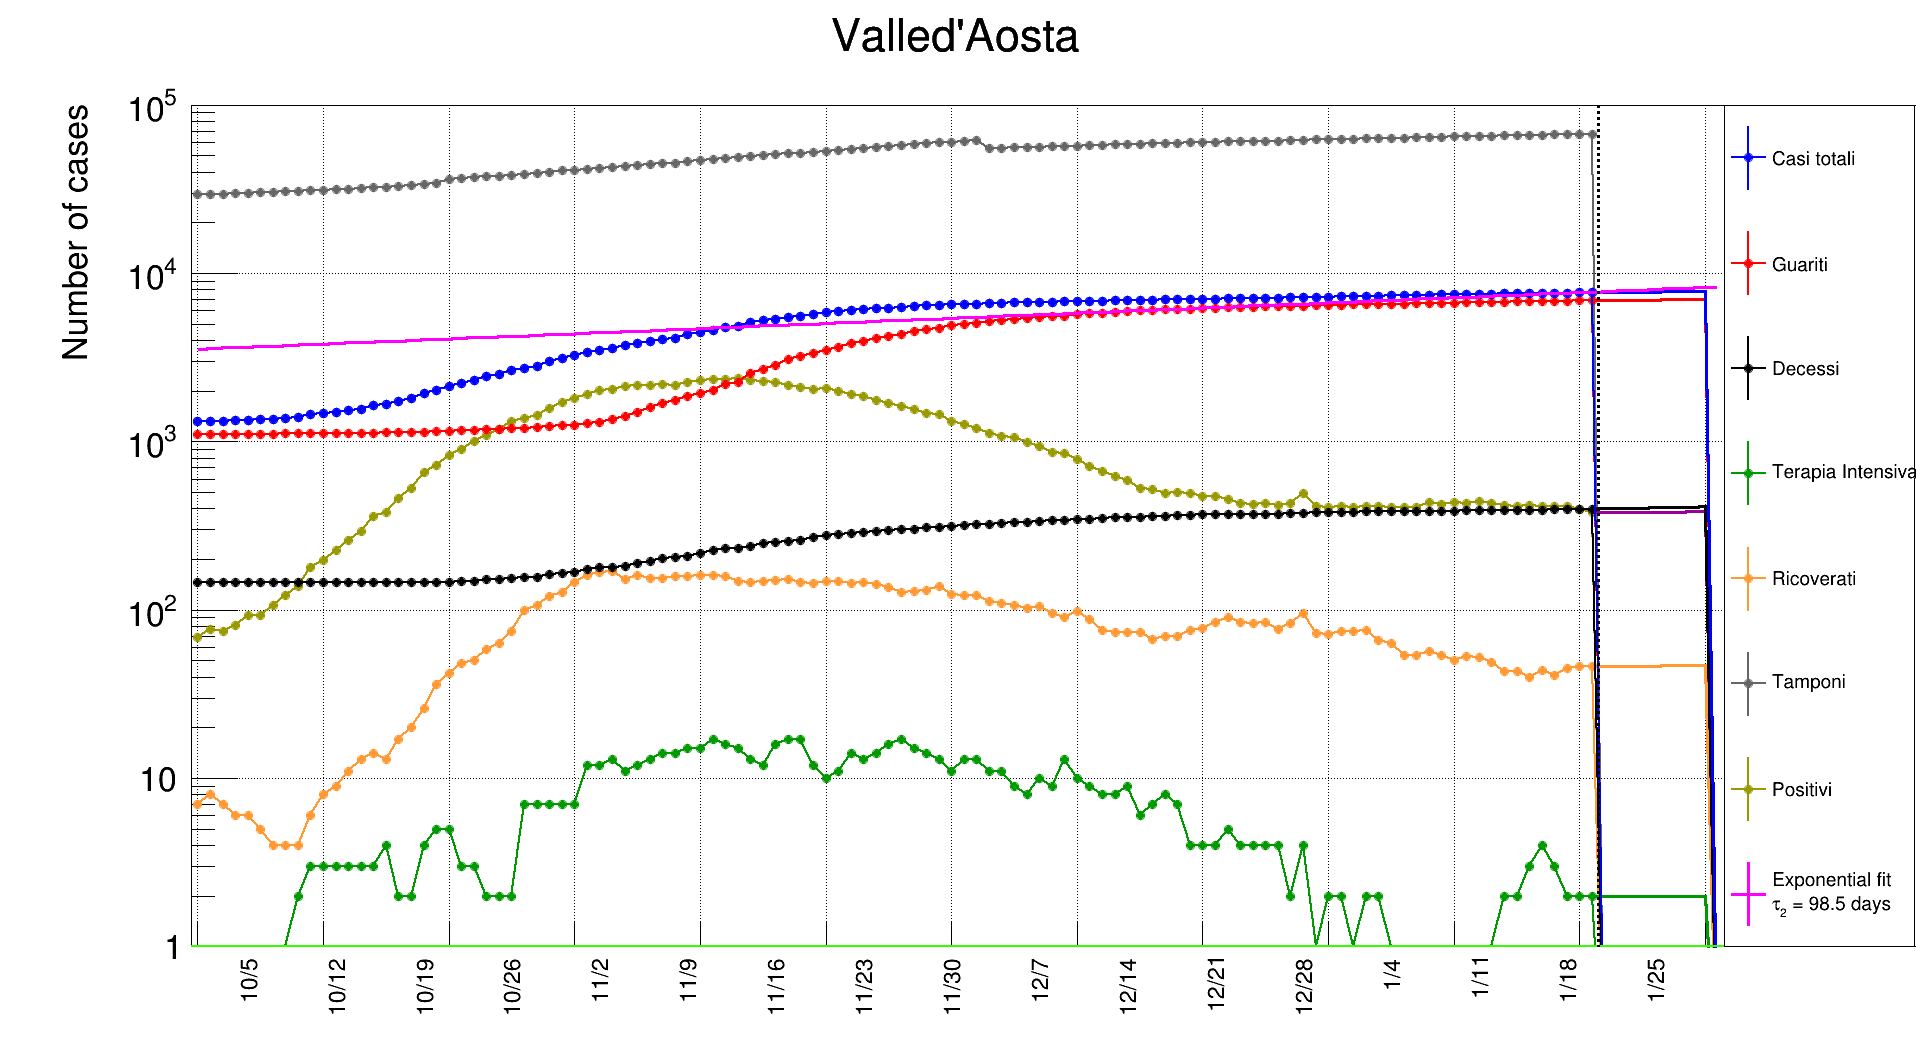 Valled'Aosta
Number of cases
10^5
10^4
10^3
10^2
10
1
10/5
10/12
10/19
10/26
11/2
11/9
11/16
11/23
11/30
12/7
12/14
12/21
12/28
1/4
1/11
1/18
1/25
Casi totali
Guariti
Decessi
Terapia Intensiva
Ricoverati
Tamponi
Positivi
Exponential fit
τ₂ = 98.5 days